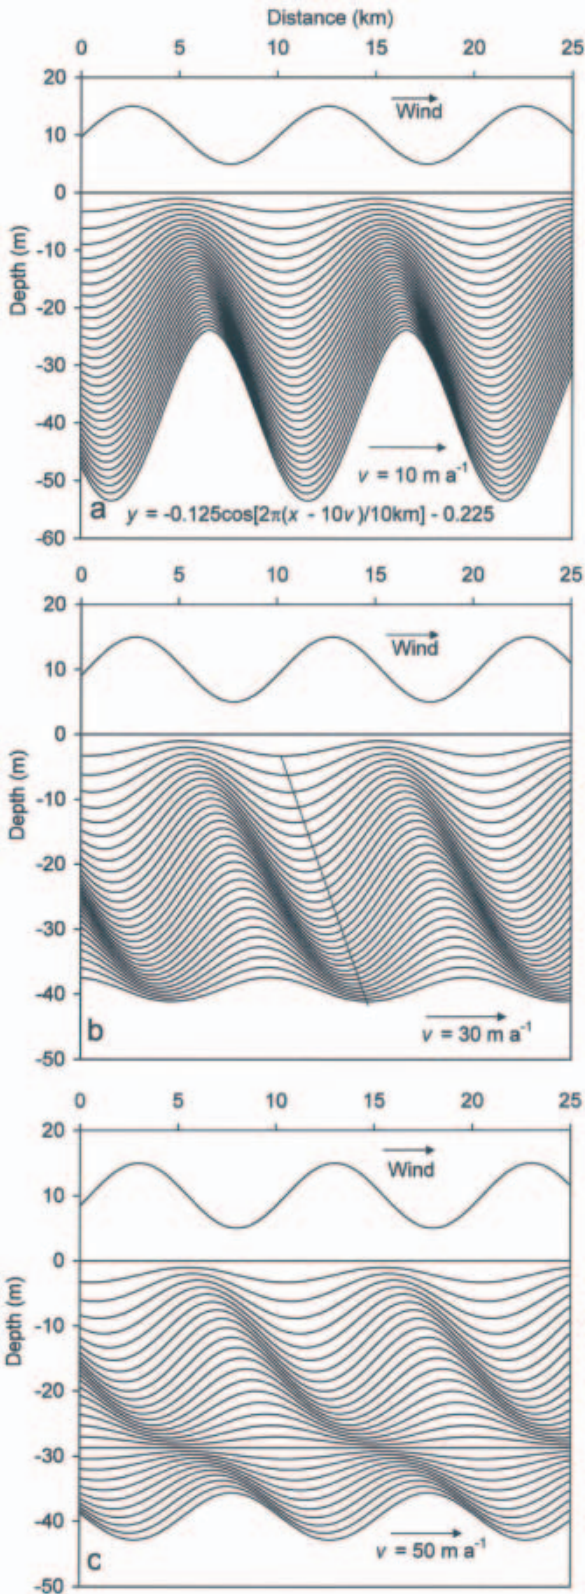 Distance (km)
0 5 10 15 20 25
20
Wind
10
0
-10
Depth (m)
-20
-30
-40
v = 10 m a⁻¹
-50
a y = -0.125cos[2π(x - 10v)/10km] - 0.225
-60
0 5 10 15 20 25
20
Wind
10
0
-10
Depth (m)
-20
-30
-40
b v = 30 m a⁻¹
-50
0 5 10 15 20 25
20
Wind
10
0
-10
Depth (m)
-20
-30
-40
c v = 50 m a⁻¹
-50